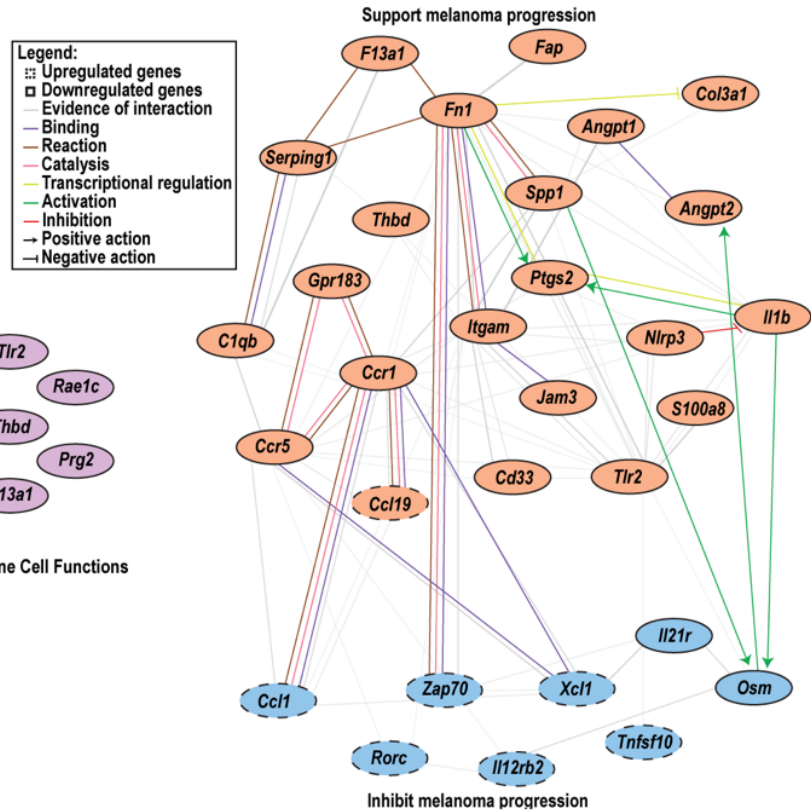 Support melanoma progression
Legend:
Upregulated genes
Downregulated genes
Evidence of interaction
Binding
Reaction
Catalysis
Transcriptional regulation
Activation
Inhibition
Positive action
Negative action
F13a1
Fap
Col3a1
Fn1
Angpt1
Serping1
Spp1
Angpt2
Thbd
Gpr183
Ptgs2
Il1b
C1qb
Itgam
Nlrp3
Tlr2
Rae1c
Ccr1
Jam3
S100a8
hbd
Prg2
Ccr5
Cd33
Tlr2
13a1
Ccl19
ne Cell Functions
Il21r
Ccl1
Zap70
Xcl1
Osm
Rorc
Il12rb2
Tnfsf10
Inhibit melanoma progression